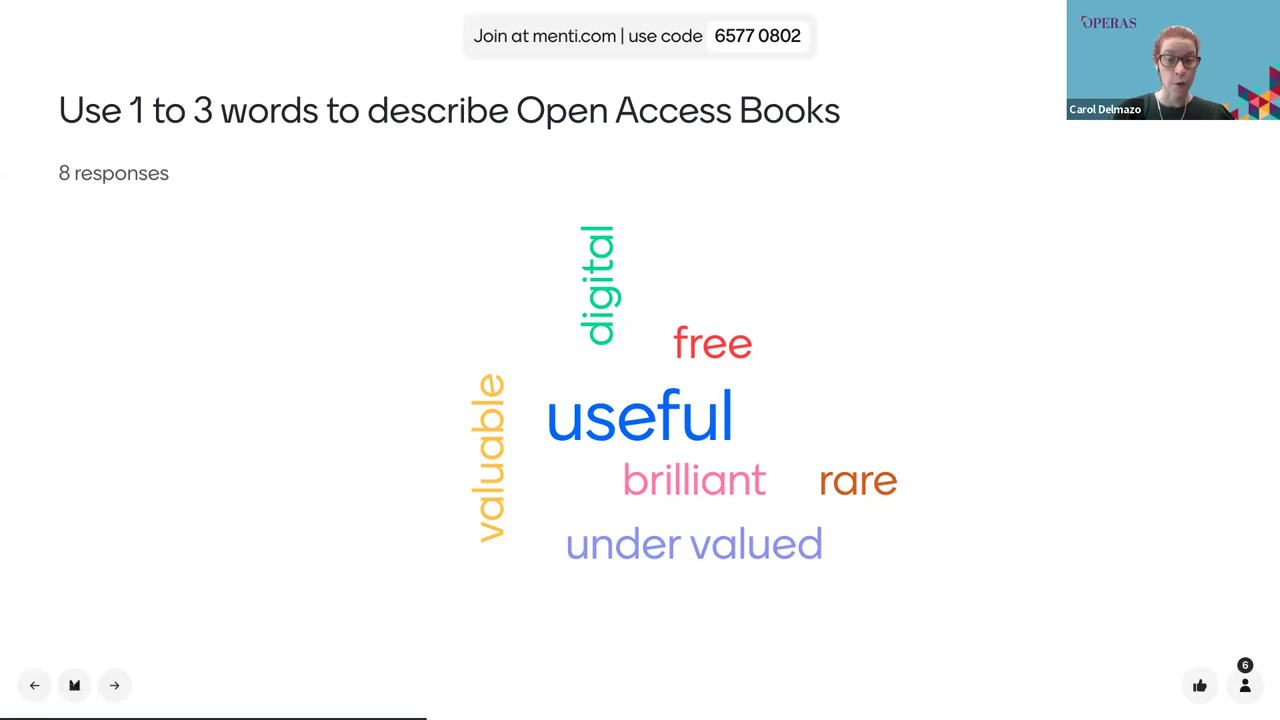 Join at menti.com | use code 6577 0802
OPERAS
Carol Delmazo
Use 1 to 3 words to describe Open Access Books
8 responses
digital
free
valuable
useful
brilliant
rare
under valued
6